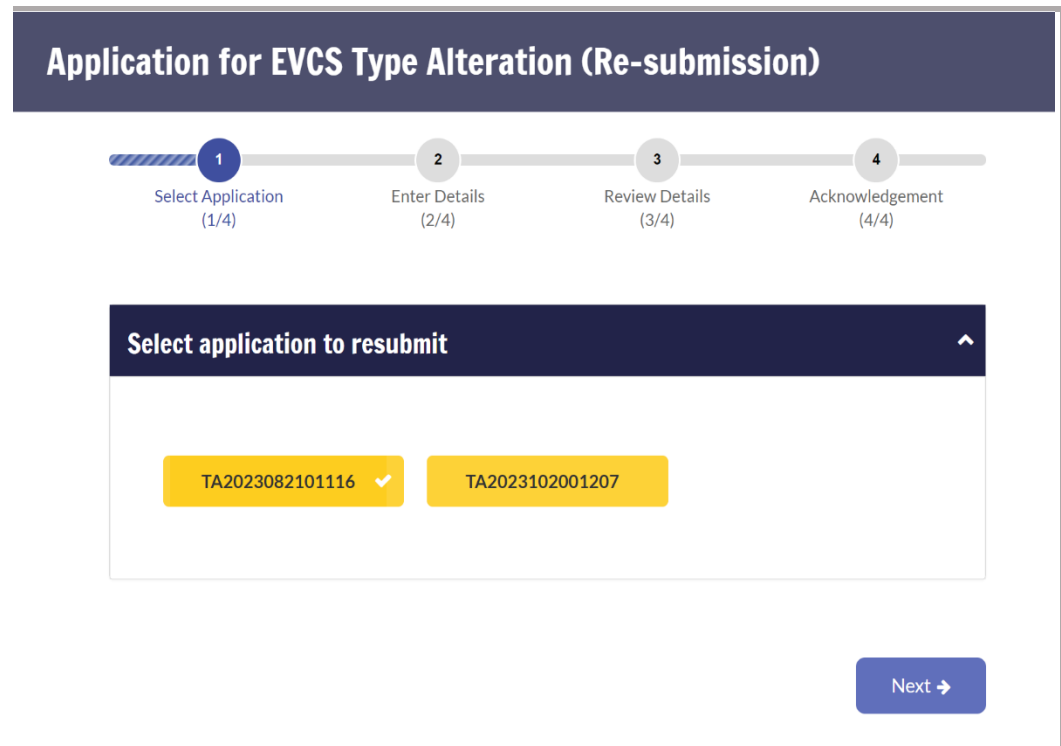 Application for EVCS Type Alteration (Re-submission)
1 2 3 4
Select Application Enter Details Review Details Acknowledgement
(1/4) (2/4) (3/4) (4/4)
Select application to resubmit
TA2023082101116 TA2023102001207
Next